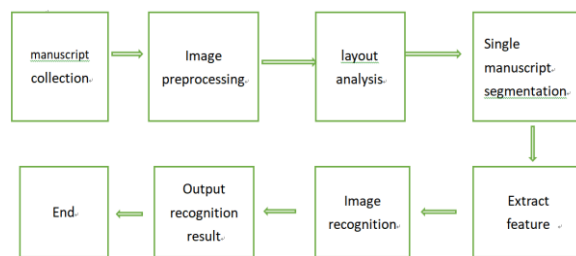 manuscript
collection
Image
preprocessing
layout
analysis
Single
manuscript
segmentation
Extract
feature
Image
recognition
Output
recognition
result
End